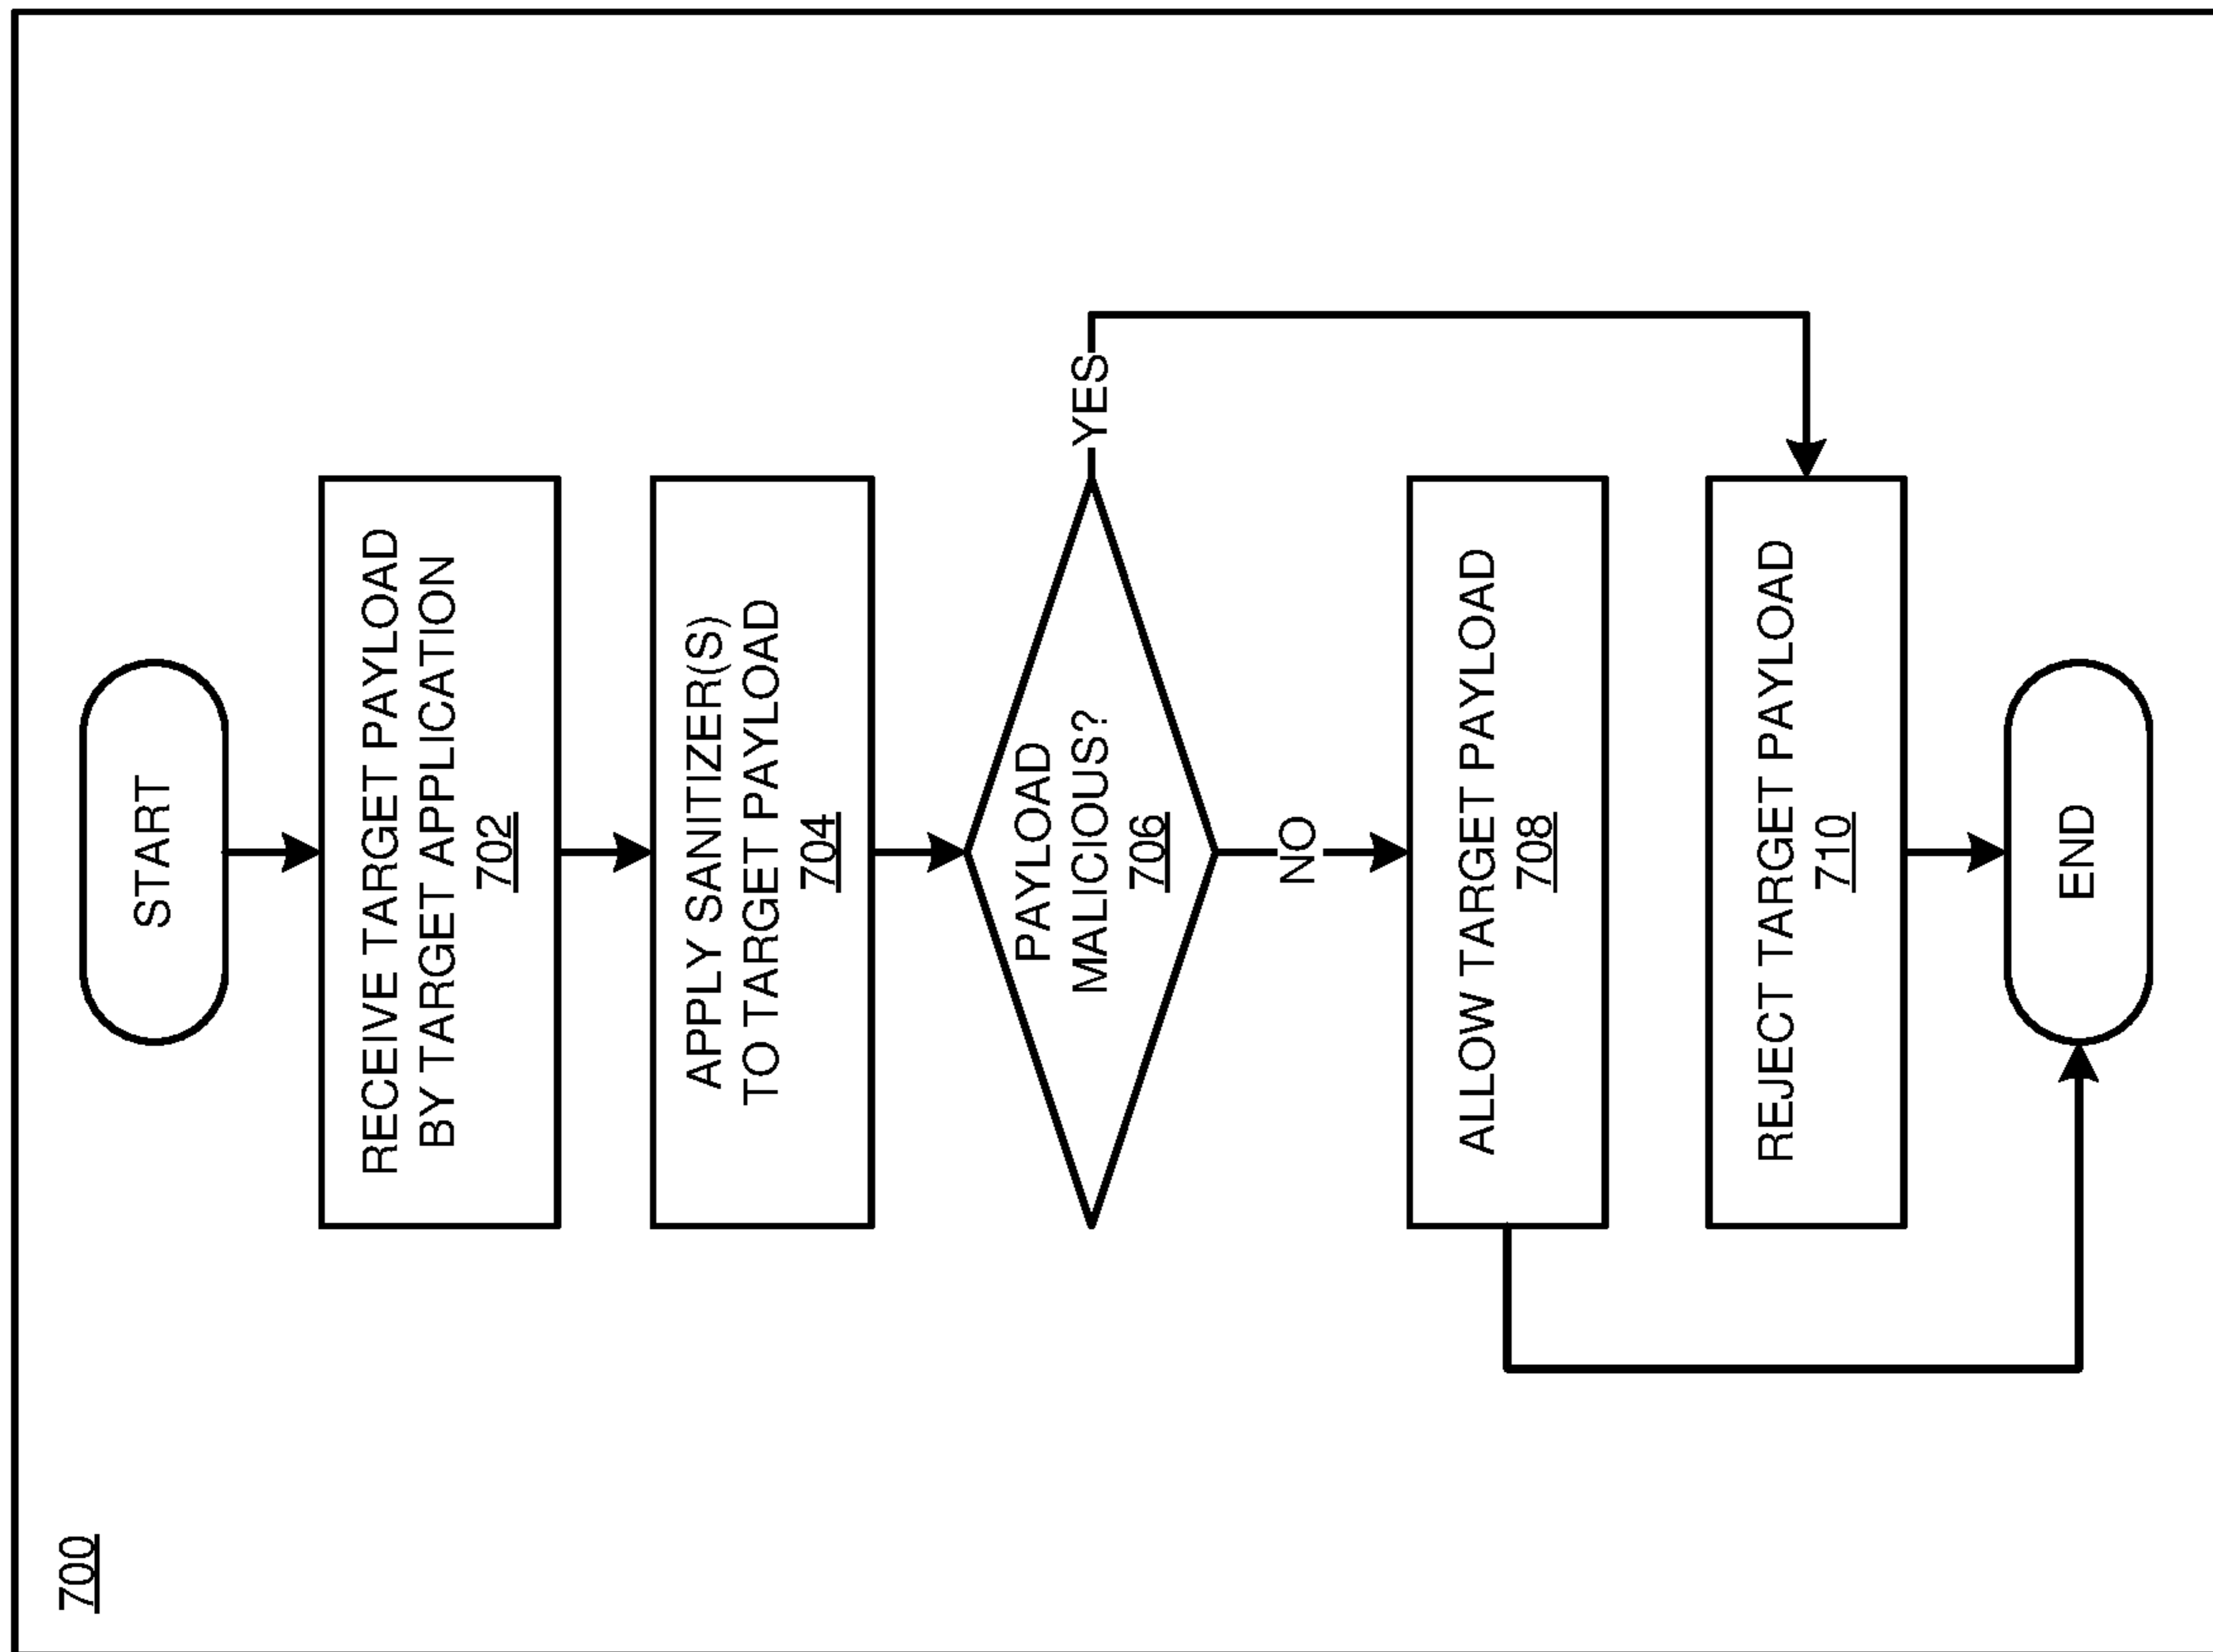 700
START
RECEIVE TARGET PAYLOAD
BY TARGET APPLICATION
702
APPLY SANITIZER(S)
TO TARGET PAYLOAD
704
PAYLOAD
MALICIOUS?
706
YES
NO
ALLOW TARGET PAYLOAD
708
REJECT TARGET PAYLOAD
710
END